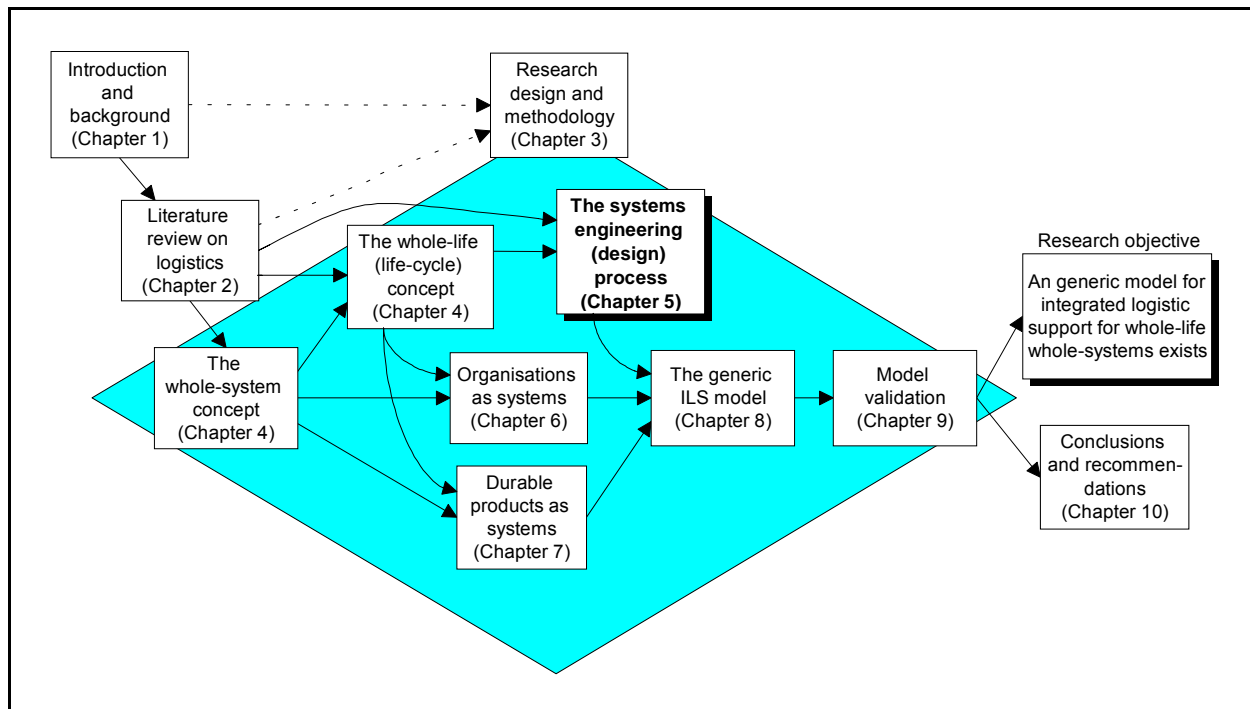 Introduction
and
background
(Chapter 1)
Research
design and
methodology
(Chapter 3)
Literature
review on
logistics
(Chapter 2)
The whole-life
(life-cycle)
concept
(Chapter 4)
The systems
engineering
(design)
process
(Chapter 5)
The
whole-system
concept
(Chapter 4)
Organisations
as systems
(Chapter 6)
Durable
products as
systems
(Chapter 7)
The generic
ILS model
(Chapter 8)
Model
validation
(Chapter 9)
Research objective
An generic model for
integrated logistic
support for whole-life
whole-systems exists
Conclusions
and
recommen-
dations
(Chapter 10)